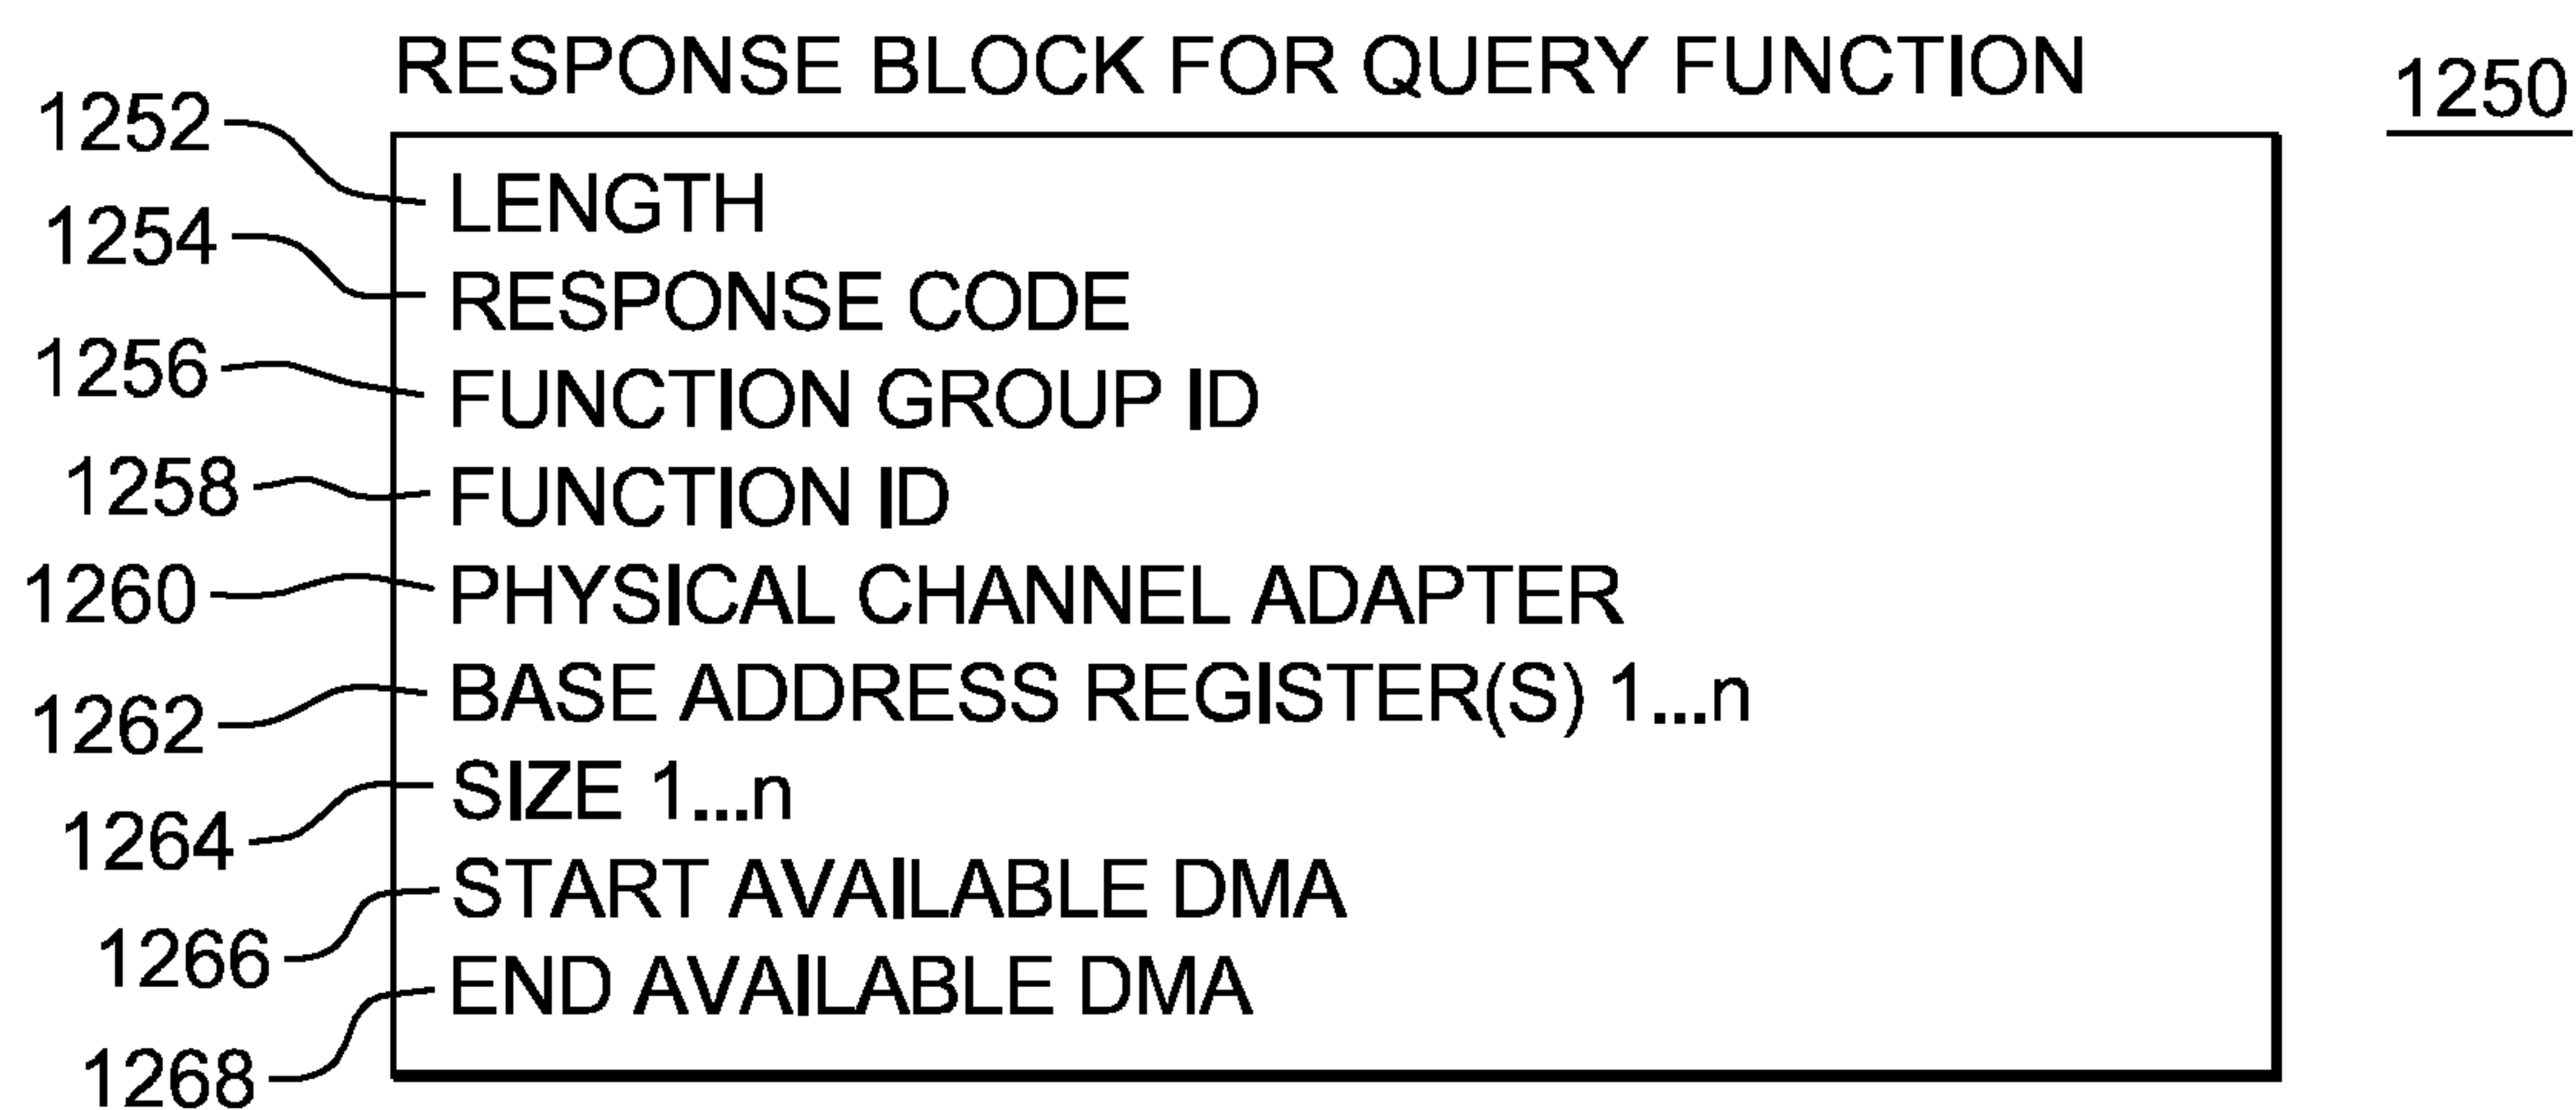 RESPONSE BLOCK FOR QUERY FUNCTION
1250
1252 LENGTH
1254 RESPONSE CODE
1256 FUNCTION GROUP ID
1258 FUNCTION ID
1260 PHYSICAL CHANNEL ADAPTER
1262 BASE ADDRESS REGISTER(S) 1...n
1264 SIZE 1...n
1266 START AVAILABLE DMA
1268 END AVAILABLE DMA